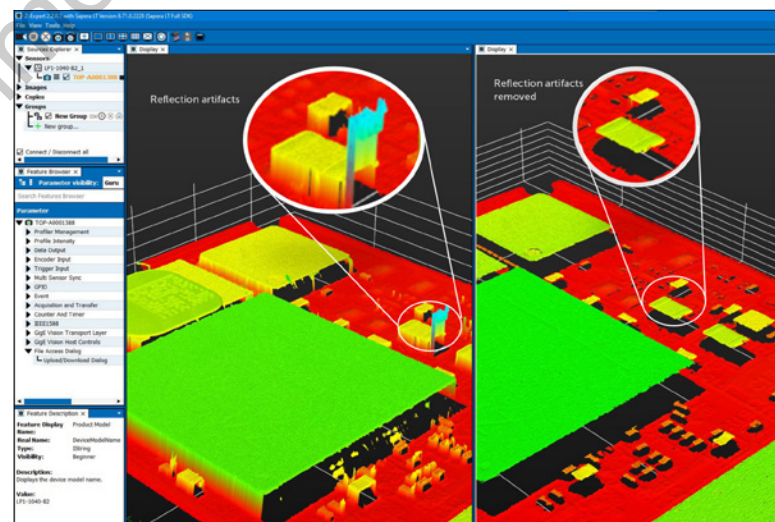 Z-Expert 2.2.0.2 with Sapera LT Version 8.71.0.2226 (Sapera LT Full SDK)
File View Tools Help
Sources Explorer
Display
Display
Sensors
LP1-1040-B2_1
TOP-A0001388
Images
Copies
Groups
New Group
New group...
Connect / Disconnect all
Reflection artifacts
Reflection artifacts
removed
Feature Browser
Parameter visibility: Guru
Search Features Browser
Parameter
TOP-A0001388
Profiler Management
Profile Intensity
Data Output
Encoder Input
Trigger Input
Multi Sensor Sync
GPIO
Event
Acquisition and Transfer
Counter And Timer
IEEE1588
GigE Vision Transport Layer
GigE Vision Host Controls
File Access Dialog
Upload/Download Dialog
Feature Description
Feature Display Product Model
Name:
Real Name: DeviceModelName
Type: IString
Visibility: Beginner
Description:
Displays the device model name.
Value:
LP1-1040-B2